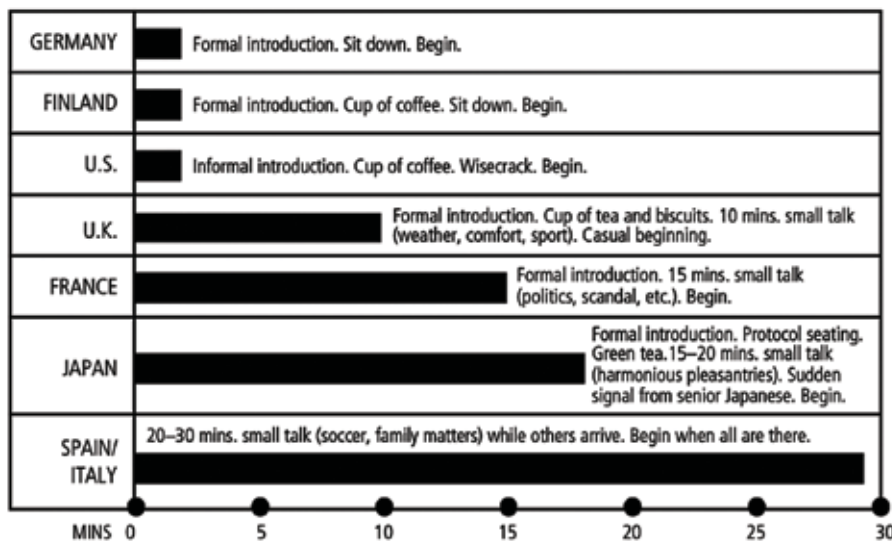 GERMANY
Formal introduction. Sit down. Begin.
FINLAND
Formal introduction. Cup of coffee. Sit down. Begin.
U.S.
Informal introduction. Cup of coffee. Wisecrack. Begin.
U.K.
Formal introduction. Cup of tea and biscuits. 10 mins. small talk
(weather, comfort, sport). Casual beginning.
FRANCE
Formal introduction. 15 mins. small talk
(politics, scandal, etc.). Begin.
JAPAN
Formal introduction. Protocol seating.
Green tea.15–20 mins. small talk
(harmonious pleasantries). Sudden
signal from senior Japanese. Begin.
SPAIN/
ITALY
20–30 mins. small talk (soccer, family matters) while others arrive. Begin when all are there.
MINS 0 5 10 15 20 25 30